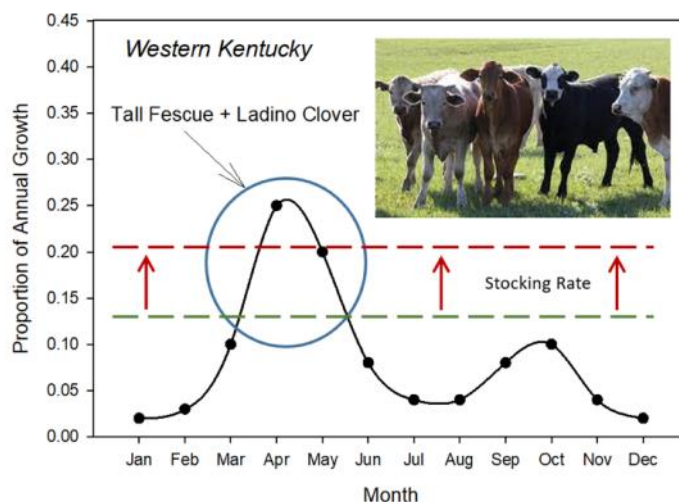 Western Kentucky
Tall Fescue + Ladino Clover
Stocking Rate
Proportion of Annual Growth
0.45
0.40
0.35
0.30
0.25
0.20
0.15
0.10
0.05
0.00
Jan Feb Mar Apr May Jun Jul Aug Sep Oct Nov Dec
Month